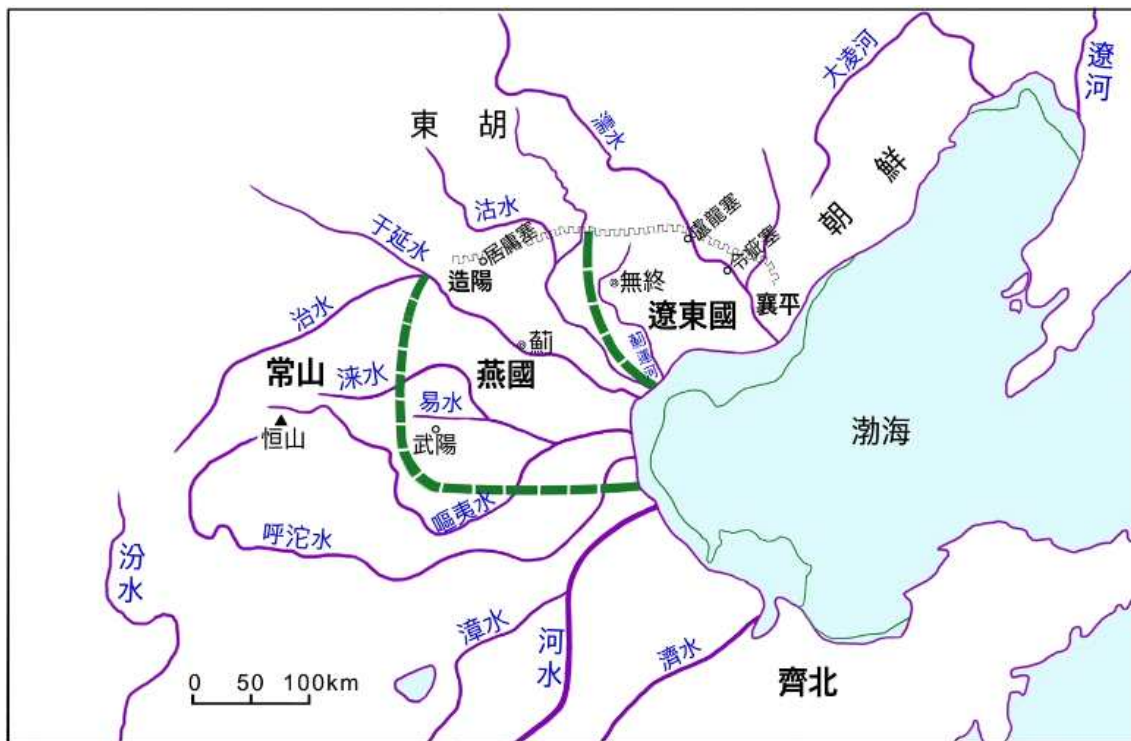 遼河
大凌河
東胡
濡水
朝鮮
沽水
居庸塞
盧龍塞
令疵塞
于延水
造陽
無終
遼東國
襄平
治水
薊
薊運河
常山
淶水
燕國
易水
恒山
武陽
渤海
嘔夷水
呼沱水
汾水
漳水
河水
濟水
齊北
0 50 100km